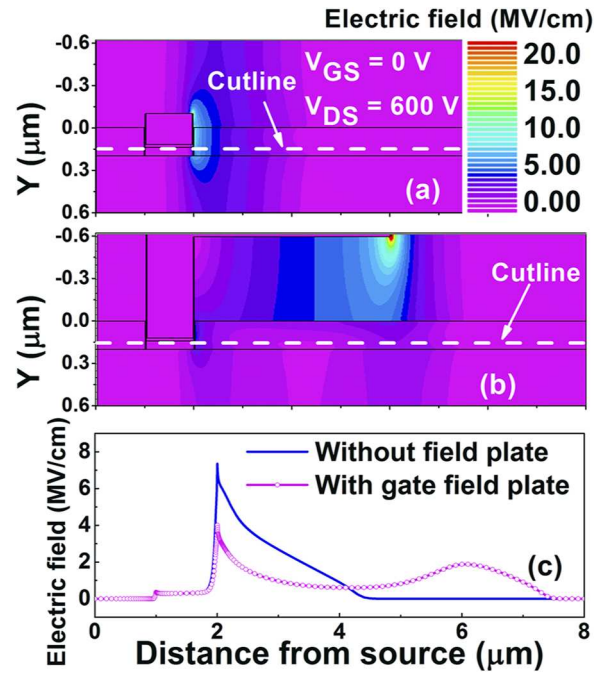 Electric field (MV/cm)
-0.6
-0.3
0.0
0.3
0.6
Y (μm)
Cutline
V_GS = 0 V
V_DS = 600 V
(a)
20.0
15.0
10.0
5.00
0.00
-0.6
-0.3
0.0
0.3
0.6
Y (μm)
Cutline
(b)
8
6
4
2
0
Electric field (MV/cm)
Without field plate
With gate field plate
(c)
0 2 4 6 8
Distance from source (μm)